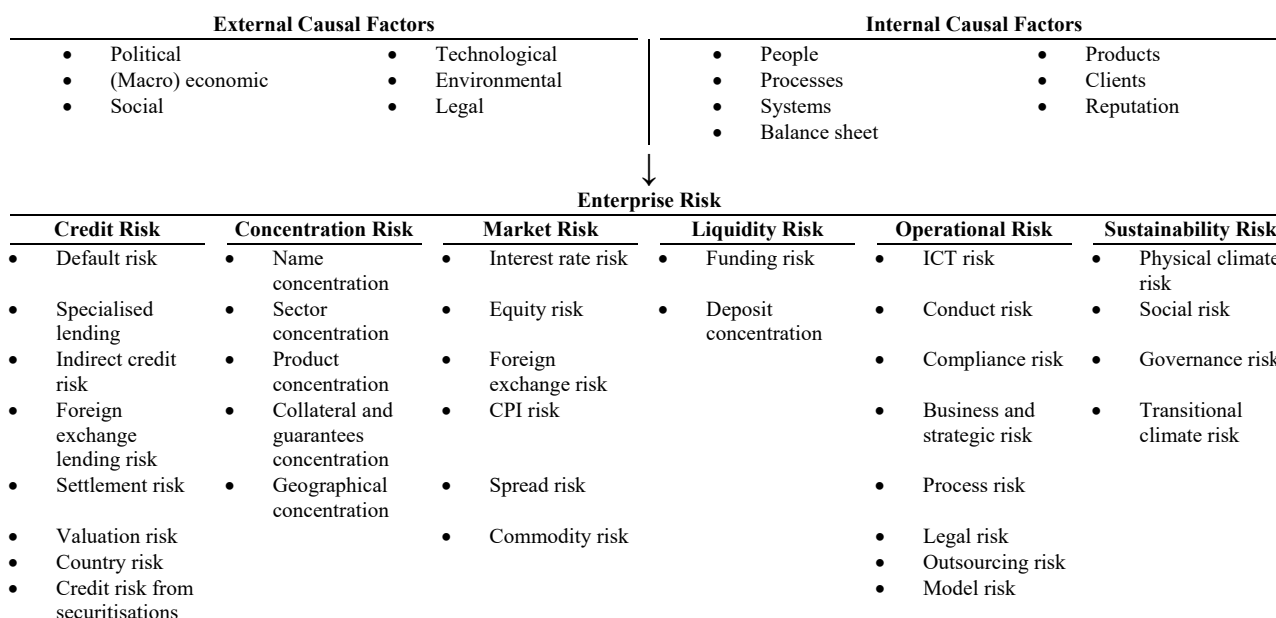 External Causal Factors
Internal Causal Factors
• Political
• (Macro) economic
• Social
• Technological
• Environmental
• Legal
• People
• Processes
• Systems
• Balance sheet
• Products
• Clients
• Reputation
↓
Enterprise Risk
Credit Risk
• Default risk
• Specialised
lending
• Indirect credit
risk
• Foreign
exchange
lending risk
• Settlement risk
• Valuation risk
• Country risk
• Credit risk from
securitisations
Concentration Risk
• Name
concentration
• Sector
concentration
• Product
concentration
• Collateral and
guarantees
concentration
• Geographical
concentration
Market Risk
• Interest rate risk
• Equity risk
• Foreign
exchange risk
• CPI risk
• Spread risk
• Commodity risk
Liquidity Risk
• Funding risk
• Deposit
concentration
Operational Risk
• ICT risk
• Conduct risk
• Compliance risk
• Business and
strategic risk
• Process risk
• Legal risk
• Outsourcing risk
• Model risk
Sustainability Risk
• Physical climate
risk
• Social risk
• Governance risk
• Transitional
climate risk